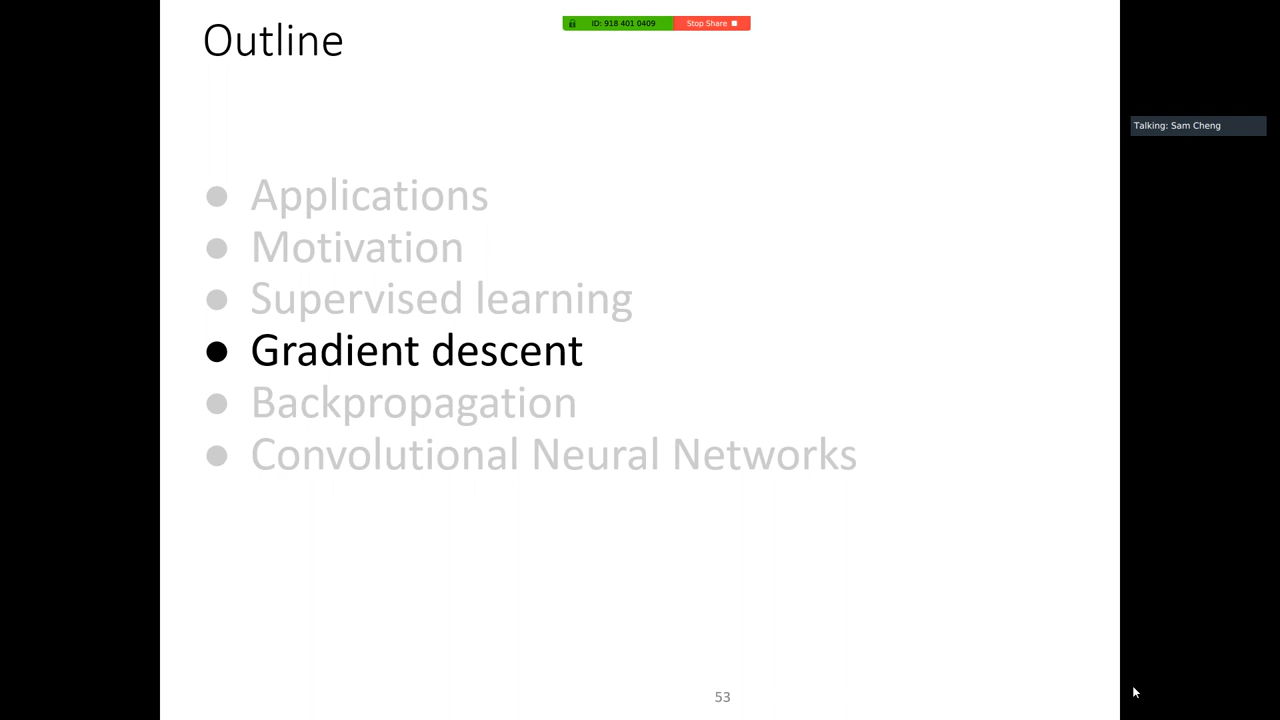 Outline
ID: 918 401 0409 Stop Share
Talking: Sam Cheng
● Applications
● Motivation
● Supervised learning
● Gradient descent
● Backpropagation
● Convolutional Neural Networks
53